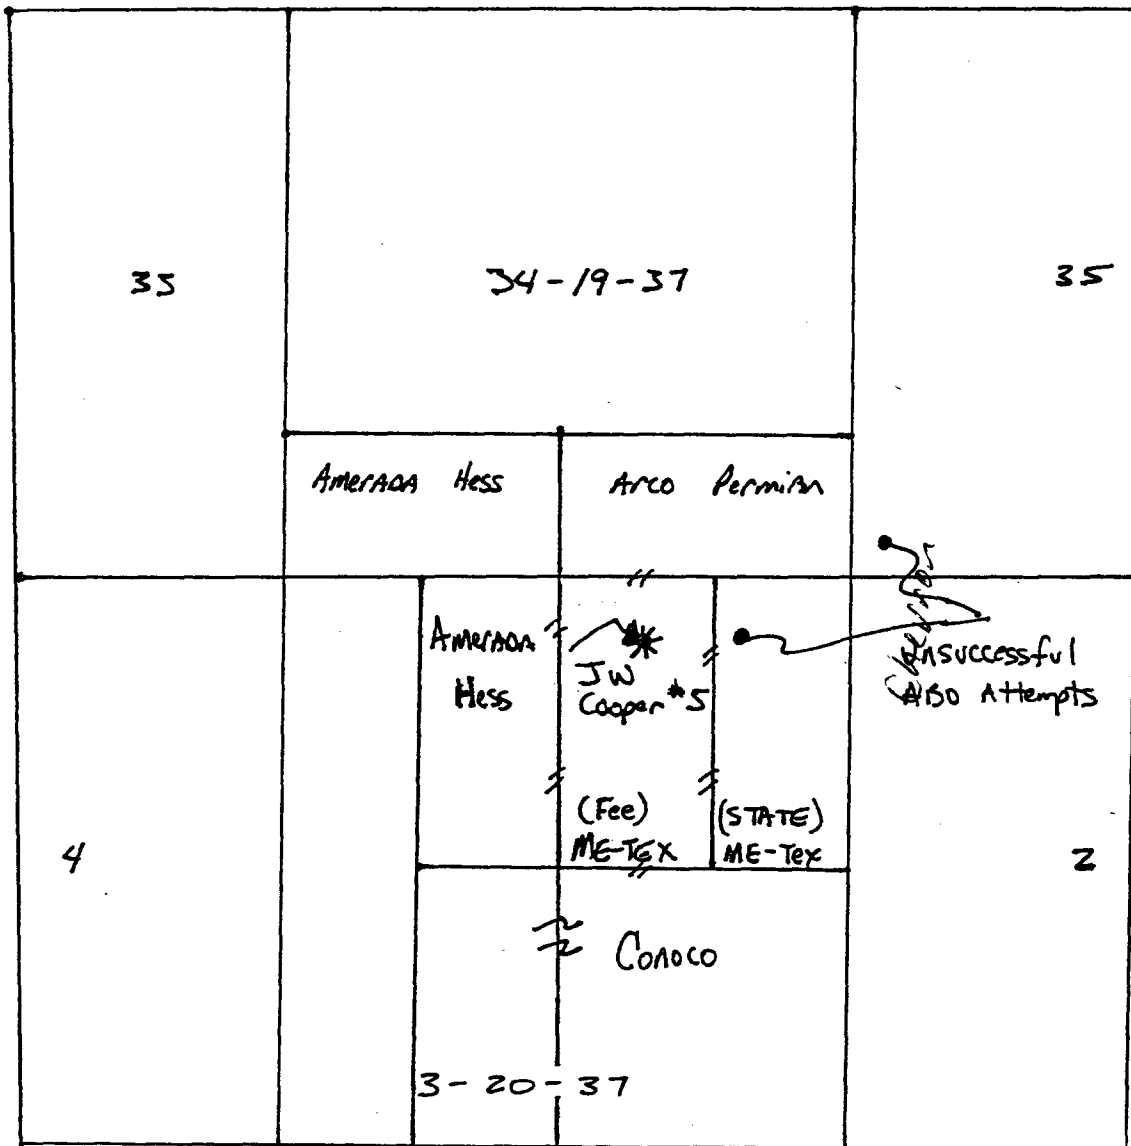 33
34-19-37
35
Amerada Hess
Arco Permian
Amerada
Hess
JW
Cooper #5
Unsuccessful
ABO Attempts
(Fee)
ME-TEX
(STATE)
ME-TEX
4
2
Conoco
3-20-37